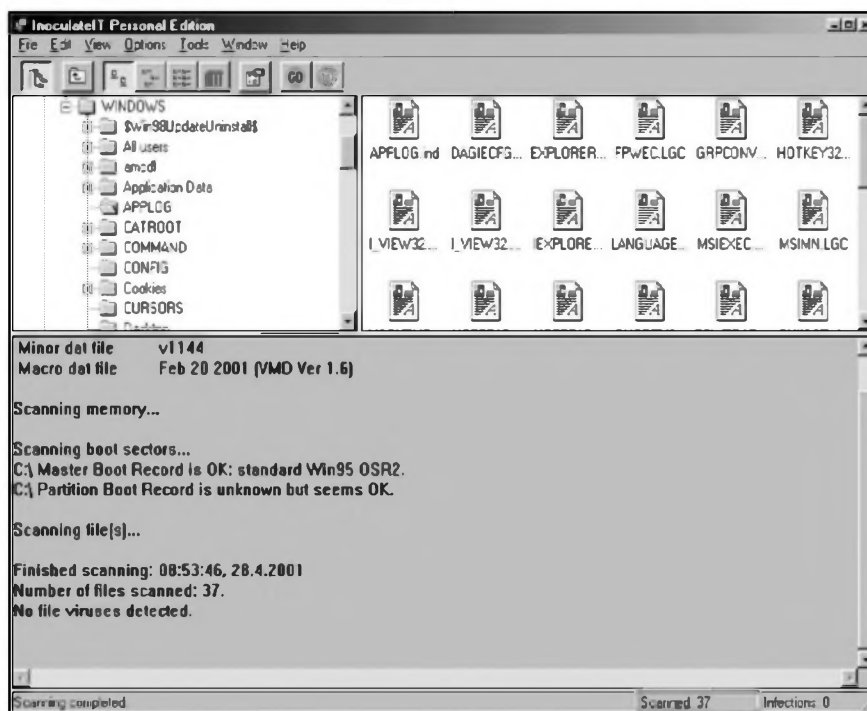 InoculateIT Personal Edition
File Edit View Options Tools Window Help
GO
WINDOWS
$Win98UpdateUninstall$
All users
amcdl
Application Data
APPLOG
CATROOT
COMMAND
CONFIG
Cookies
CURSORS
Desktop
APPLOG.ind DAGIECFG... EXPLORER... FPWEC.LGC GRPCONV... HOTKEY32...
I_VIEW32... I_VIEW32... IEXPLORE... LANGUAGE... MSIEXEC... MSIMN.LGC
Minor dat file v1144
Macro dat file Feb 20 2001 (VMD Ver 1.6)
Scanning memory...
Scanning boot sectors...
C:\ Master Boot Record is OK: standard Win95 OSR2.
C:\ Partition Boot Record is unknown but seems OK.
Scanning file(s)...
Finished scanning: 08:53:46, 28.4.2001
Number of files scanned: 37.
No file viruses detected.
Scanning completed Scanned: 37 Infections: 0